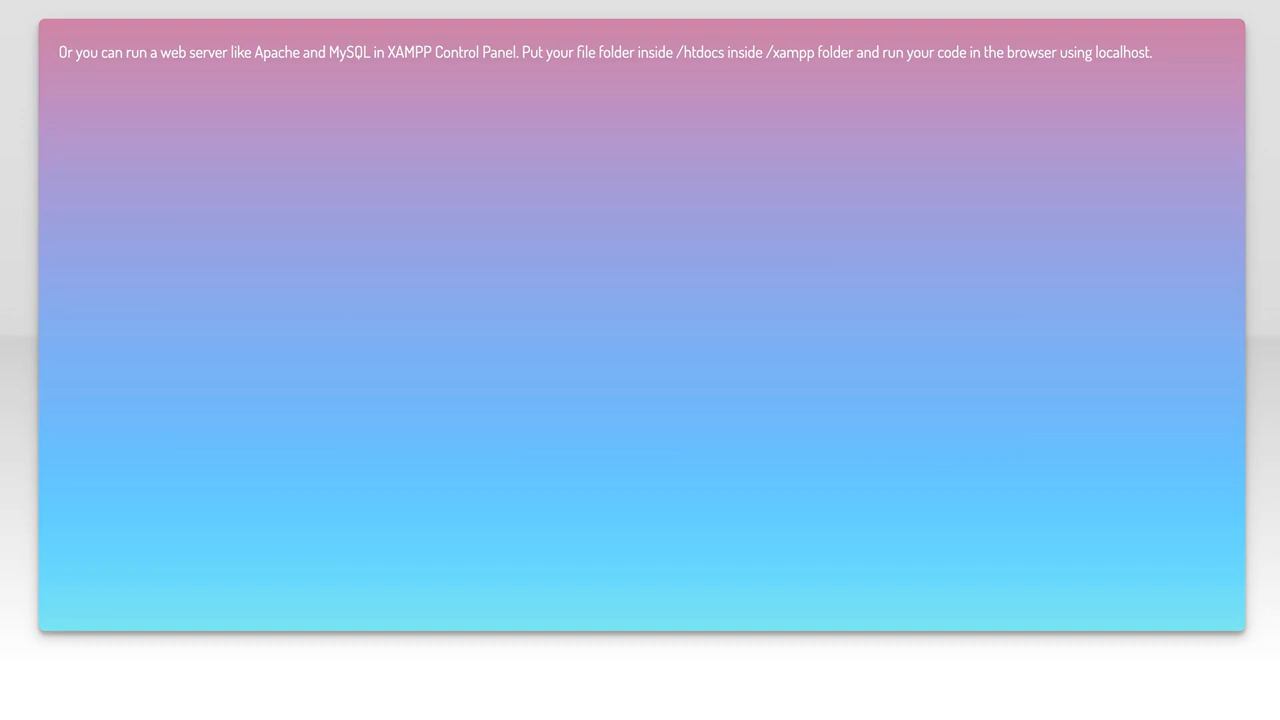 Or you can run a web server like Apache and MySQL in XAMPP Control Panel. Put your file folder inside /htdocs inside /xampp folder and run your code in the browser using localhost.